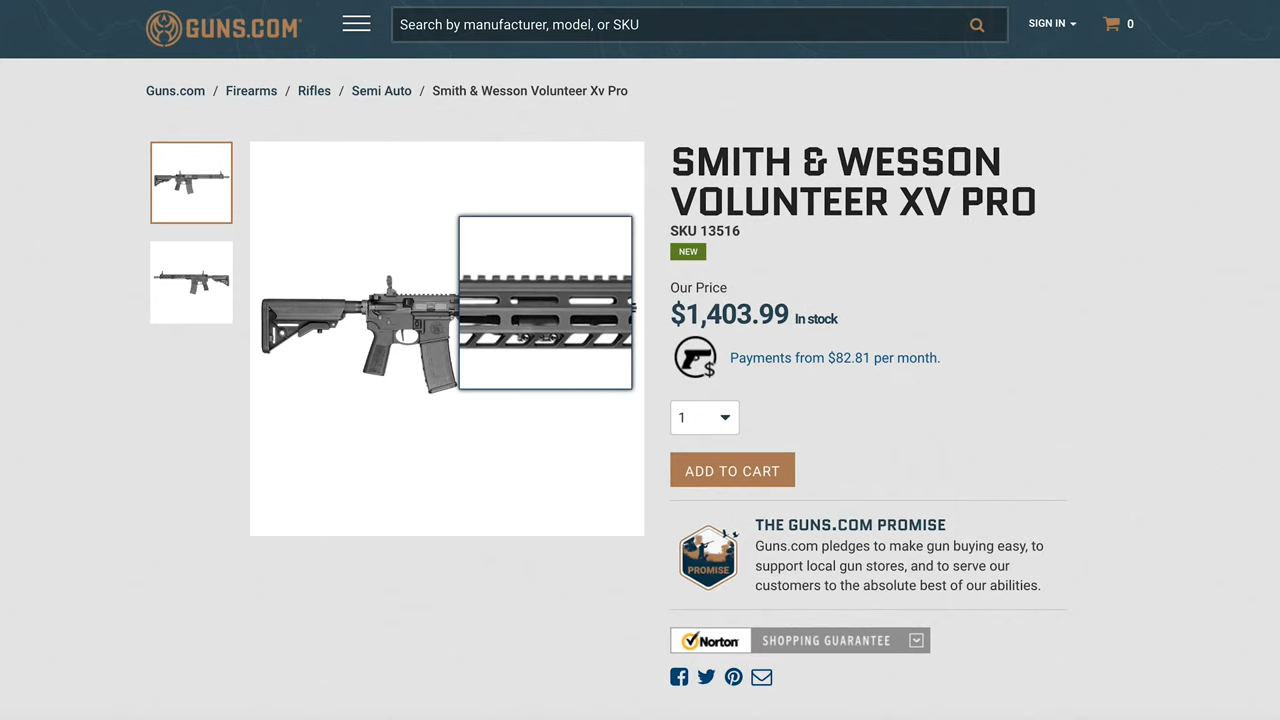 GUNS.COM
Search by manufacturer, model, or SKU
SIGN IN
0
Guns.com / Firearms / Rifles / Semi Auto / Smith & Wesson Volunteer Xv Pro
SMITH & WESSON
VOLUNTEER XV PRO
SKU 13516
NEW
Our Price
$1,403.99 In stock
$
Payments from $82.81 per month.
1
ADD TO CART
PROMISE
THE GUNS.COM PROMISE
Guns.com pledges to make gun buying easy, to
support local gun stores, and to serve our
customers to the absolute best of our abilities.
Norton
SHOPPING GUARANTEE